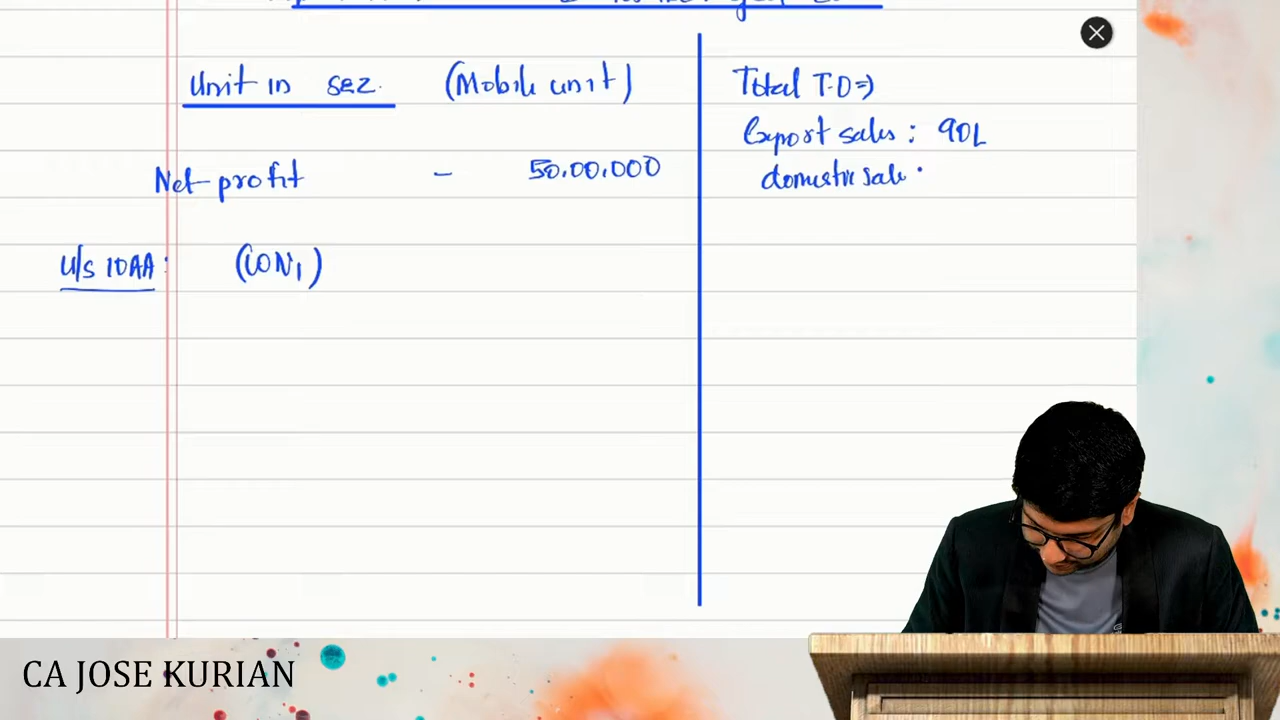 Unit in SEZ. (Mobile unit)
Net profit - 50,00,000
U/s 10AA: (WN1)
Total T.O =>
Export sales : 90L
domestic sale :
CA JOSE KURIAN